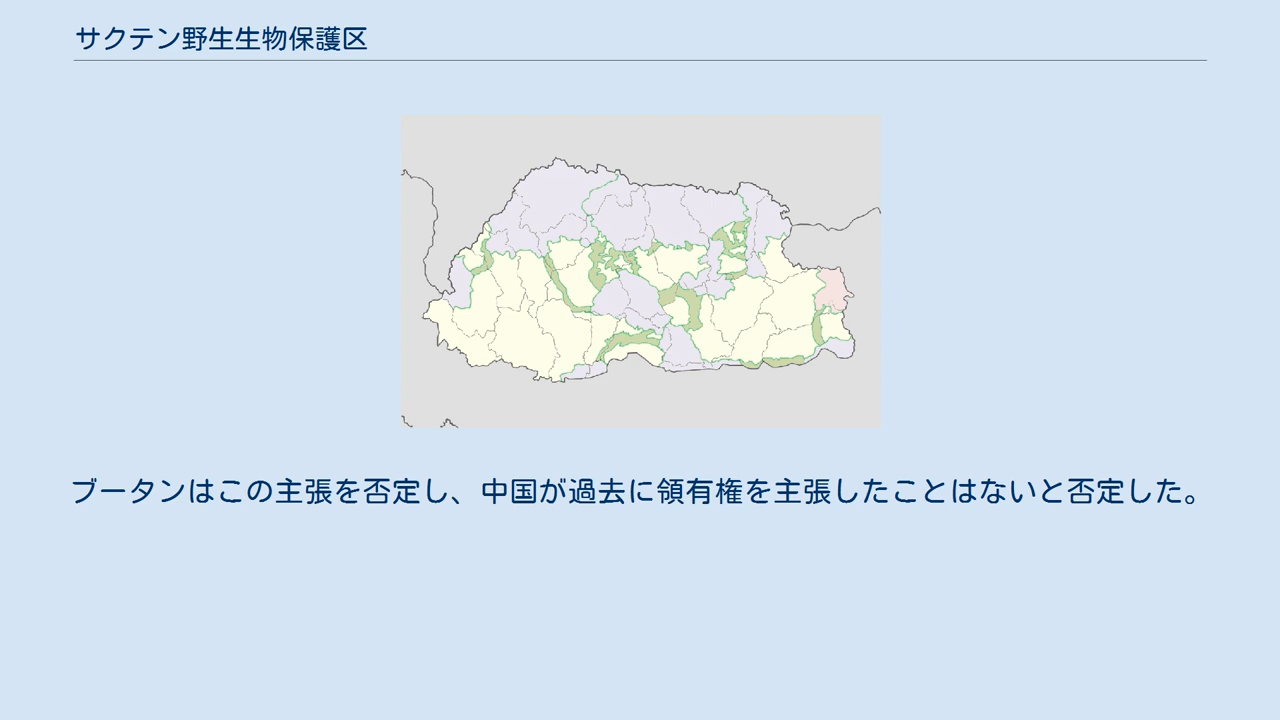 サクテン野生生物保護区
ブータンはこの主張を否定し、中国が過去に領有権を主張したことはないと否定した。